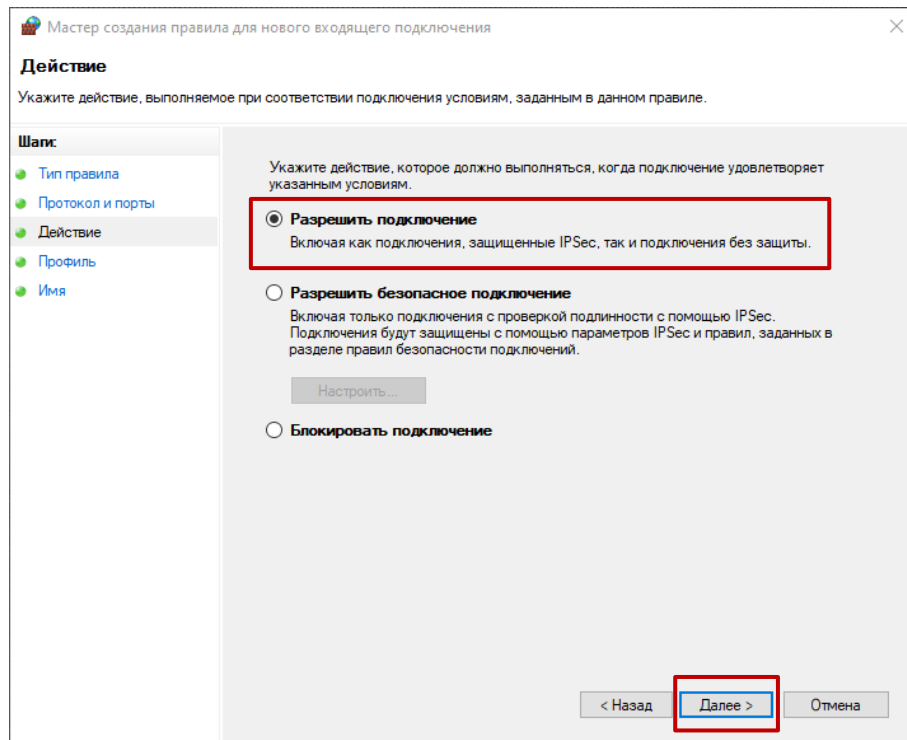 Мастер создания правила для нового входящего подключения
Действие
Укажите действие, выполняемое при соответствии подключения условиям, заданным в данном правиле.
Шаги:
Тип правила
Протокол и порты
Действие
Профиль
Имя
Укажите действие, которое должно выполняться, когда подключение удовлетворяет
указанным условиям.
Разрешить подключение
Включая как подключения, защищенные IPSec, так и подключения без защиты.
Разрешить безопасное подключение
Включая только подключения с проверкой подлинности с помощью IPSec.
Подключения будут защищены с помощью параметров IPSec и правил, заданных в
разделе правил безопасности подключений.
Настроить...
Блокировать подключение
< Назад
Далее >
Отмена